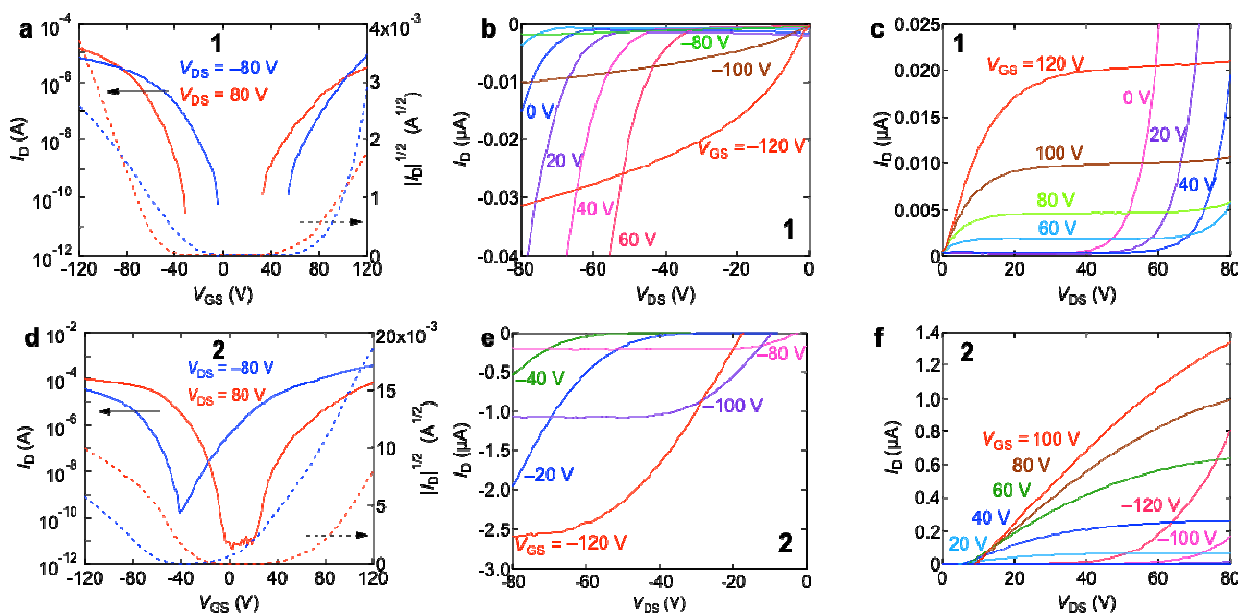 a
1
V_DS = –80 V
V_DS = 80 V
10^-4
10^-6
10^-8
10^-10
10^-12
I_D (A)
4x10^-3
3
2
1
0
|I_D|^1/2 (A^1/2)
-120 -80 -40 0 40 80 120
V_GS (V)
b
0
-0.01
-0.02
-0.03
-0.04
I_D (µA)
–80 V
–100 V
0 V
20 V
V_GS = –120 V
40 V
60 V
1
-80 -60 -40 -20 0
V_DS (V)
c
1
0.025
0.020
0.015
0.010
0.005
0
I_D (µA)
V_GS = 120 V
0 V
20 V
100 V
40 V
80 V
60 V
0 20 40 60 80
V_DS (V)
d
2
V_DS = –80 V
V_DS = 80 V
10^-2
10^-4
10^-6
10^-8
10^-10
10^-12
I_D (A)
20x10^-3
15
10
5
0
|I_D|^1/2 (A^1/2)
-120 -80 -40 0 40 80 120
V_GS (V)
e
0
-0.5
-1.0
-1.5
-2.0
-2.5
-3.0
I_D (µA)
–80 V
–40 V
–100 V
–20 V
V_GS = –120 V
2
-80 -60 -40 -20 0
V_DS (V)
f
2
1.4
1.2
1.0
0.8
0.6
0.4
0.2
0
I_D (µA)
V_GS = 100 V
80 V
60 V
40 V
–120 V
20 V
–100 V
0 20 40 60 80
V_DS (V)